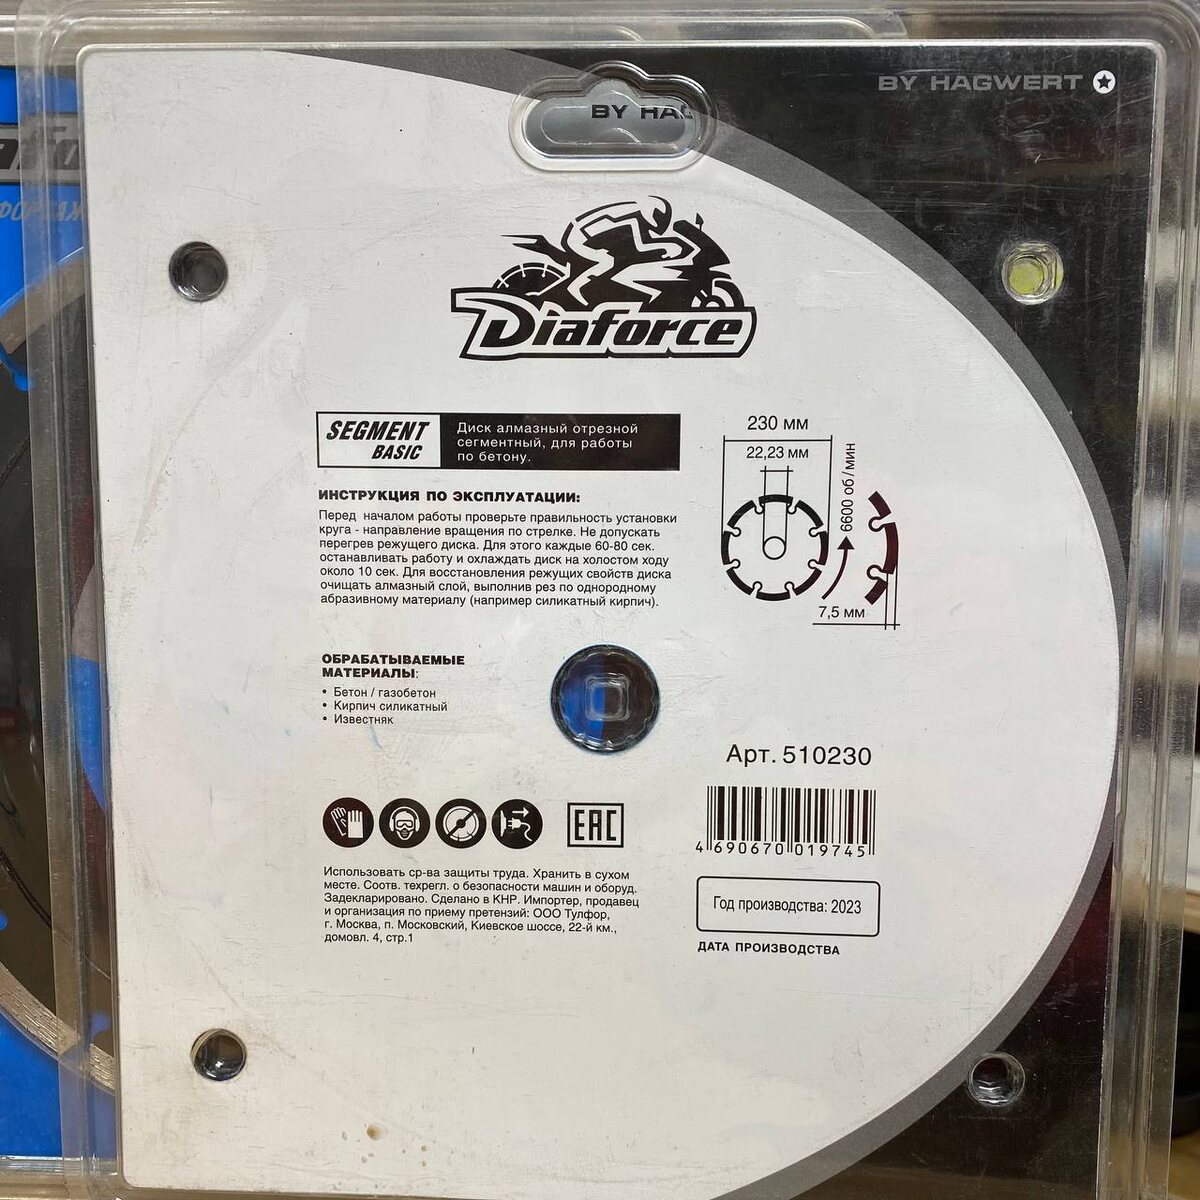 BY HAGWERT
BY HAG
Diaforce
SEGMENT
BASIC
Диск алмазный отрезной
сегментный, для работы
по бетону.
ИНСТРУКЦИЯ ПО ЭКСПЛУАТАЦИИ:
Перед началом работы проверьте правильность установки
круга - направление вращения по стрелке. Не допускать
перегрев режущего диска. Для этого каждые 60-80 сек.
останавливать работу и охлаждать диск на холостом ходу
около 10 сек. Для восстановления режущих свойств диска
очищать алмазный слой, выполнив рез по однородному
абразивному материалу (например силикатный кирпич).
230 мм
22,23 мм
6600 об/мин
7,5 мм
ОБРАБАТЫВАЕМЫЕ
МАТЕРИАЛЫ:
• Бетон / газобетон
• Кирпич силикатный
• Известняк
Арт. 510230
4 690670 019745
EAC
Использовать ср-ва защиты труда. Хранить в сухом
месте. Соотв. техрегл. о безопасности машин и оборуд.
Задекларировано. Сделано в КНР. Импортер, продавец
и организация по приему претензий: ООО Тулфор,
г. Москва, п. Московский, Киевское шоссе, 22-й км.,
домовл. 4, стр.1
Год производства: 2023
ДАТА ПРОИЗВОДСТВА